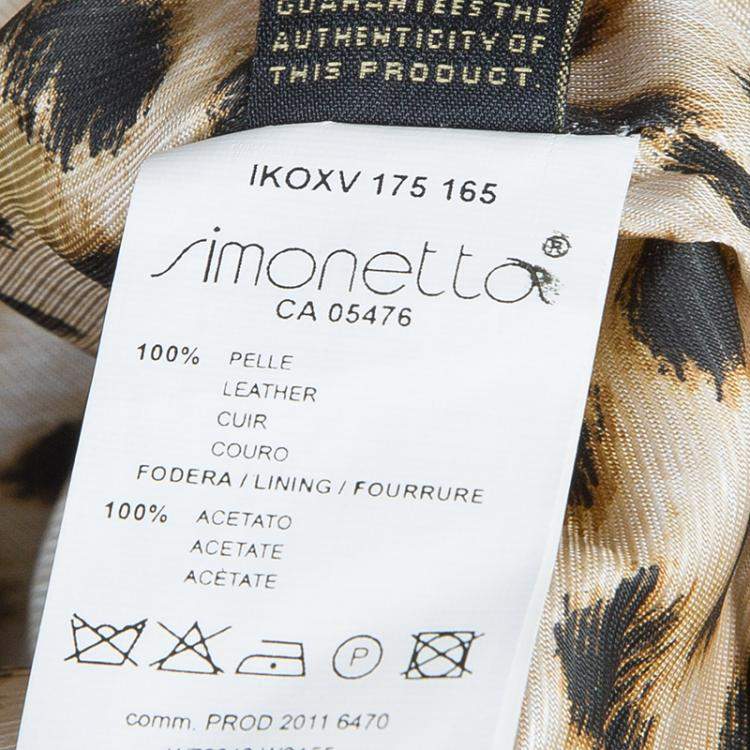 GUARANTEES THE
AUTHENTICITY OF
THIS PRODUCT.
IKOXV 175 165
simonetta®
CA 05476
100% PELLE
LEATHER
CUIR
COURO
FODERA / LINING / FOURRURE
100% ACETATO
ACETATE
ACÉTATE
P
comm. PROD 2011 6470